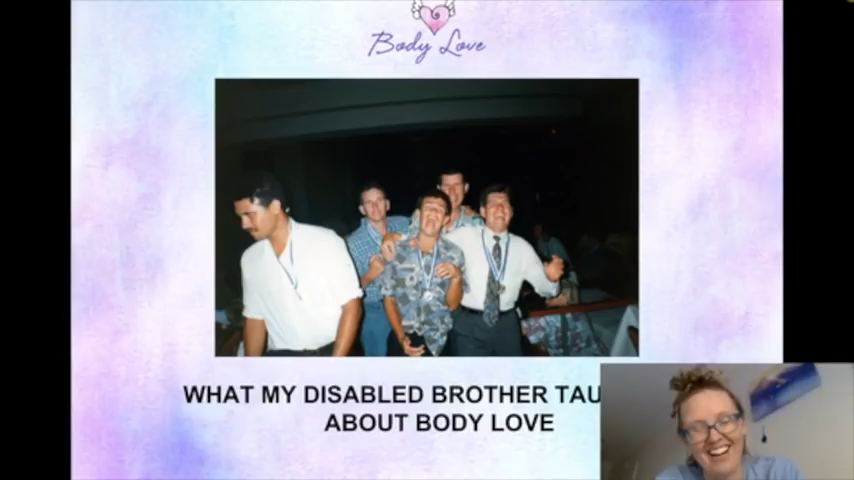 Body Love
WHAT MY DISABLED BROTHER TAU
ABOUT BODY LOVE